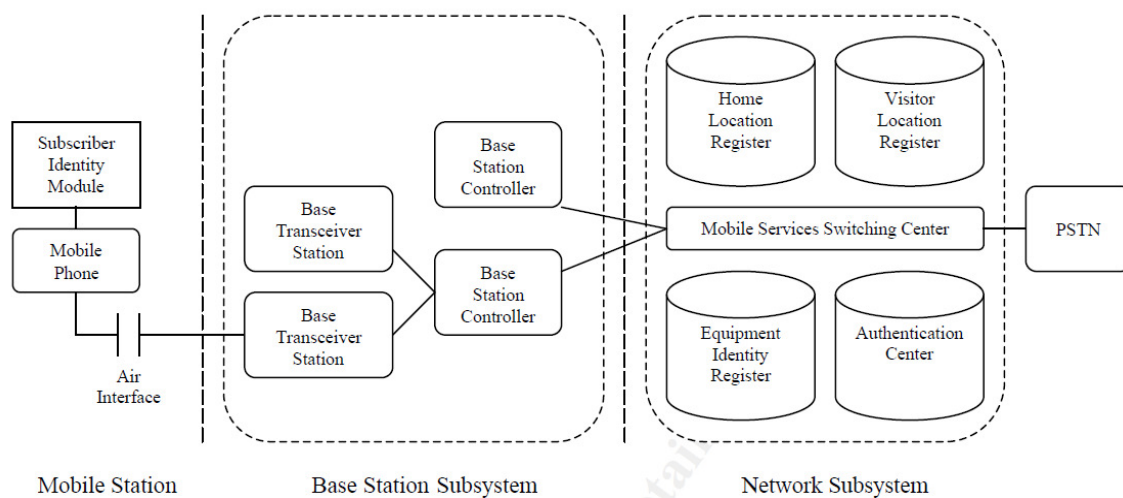 Subscriber
Identity
Module
Mobile
Phone
Air
Interface
Base
Transceiver
Station
Base
Transceiver
Station
Base
Station
Controller
Base
Station
Controller
Home
Location
Register
Visitor
Location
Register
Mobile Services Switching Center
Equipment
Identity
Register
Authentication
Center
PSTN
Mobile Station
Base Station Subsystem
Network Subsystem